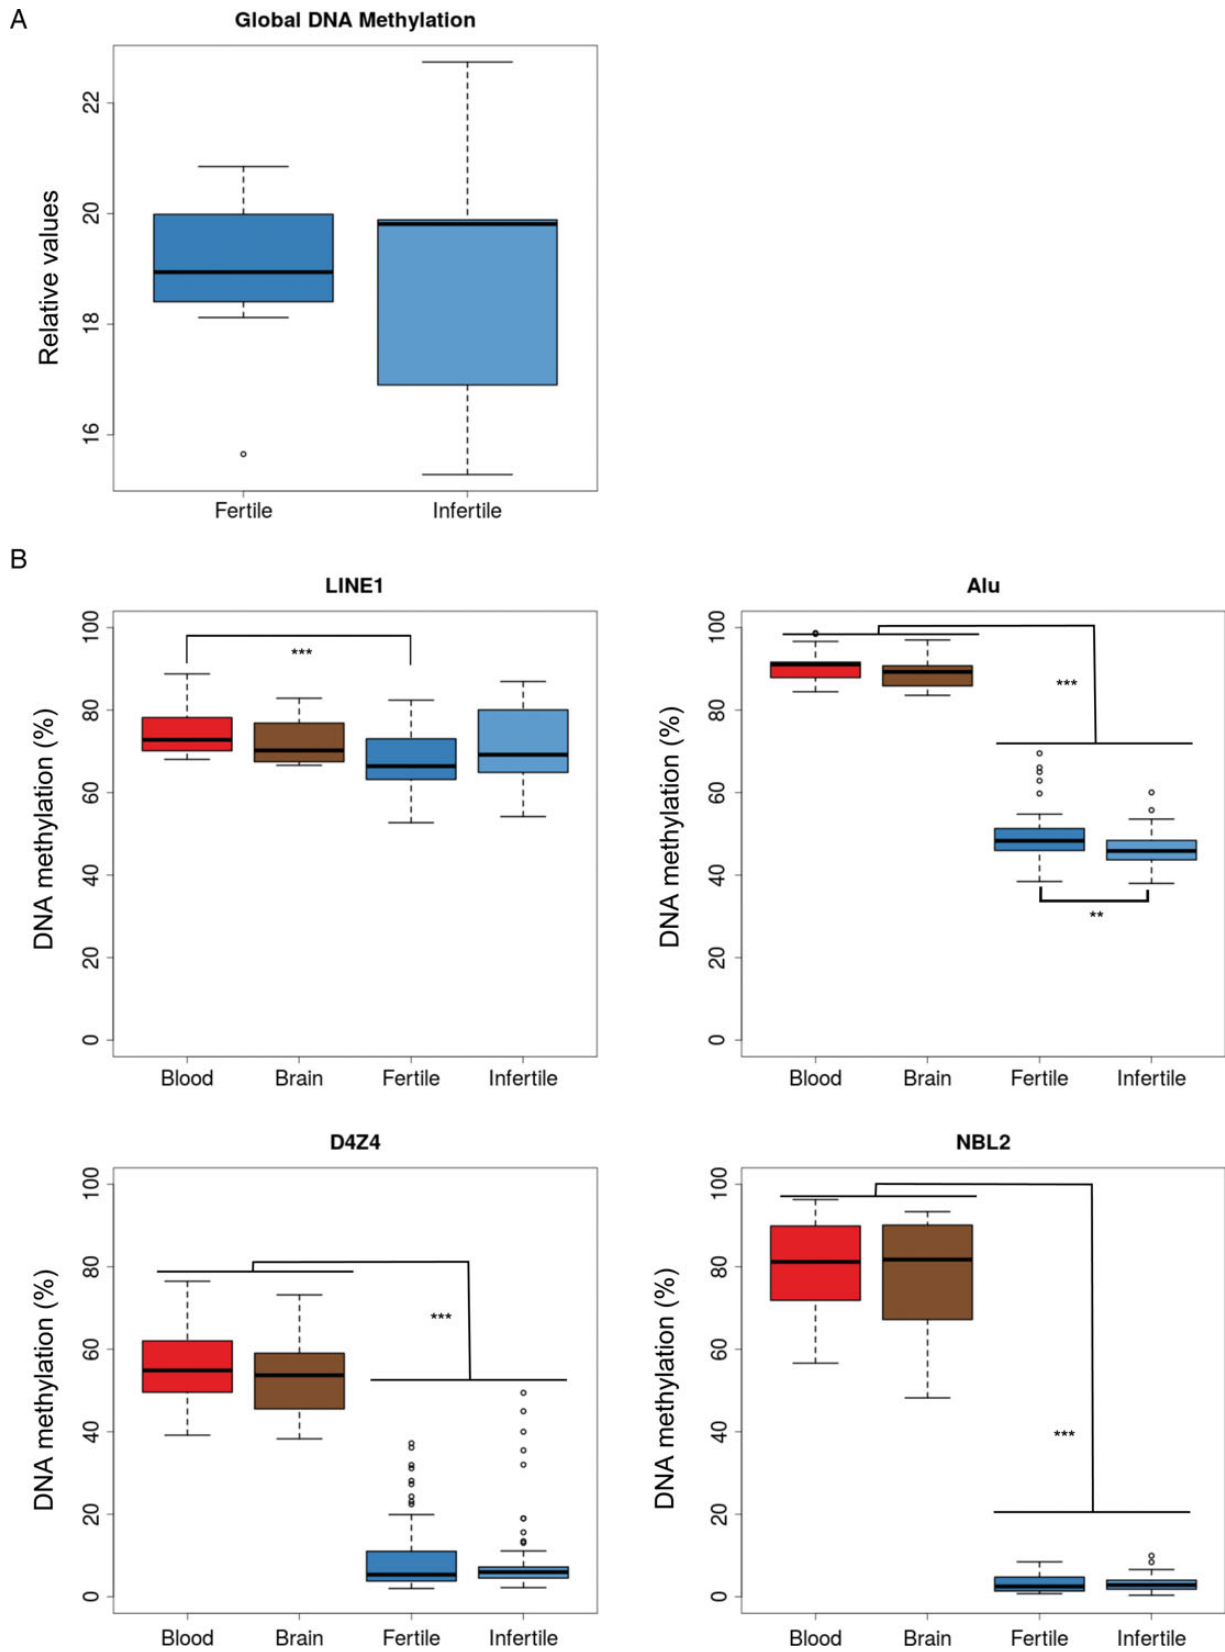 A
Global DNA Methylation
Relative values
22
20
18
16
Fertile Infertile
B
LINE1
DNA methylation (%)
100
80
60
40
20
0
***
Blood Brain Fertile Infertile
Alu
DNA methylation (%)
100
80
60
40
20
0
***
**
Blood Brain Fertile Infertile
D4Z4
DNA methylation (%)
100
80
60
40
20
0
***
Blood Brain Fertile Infertile
NBL2
DNA methylation (%)
100
80
60
40
20
0
***
Blood Brain Fertile Infertile